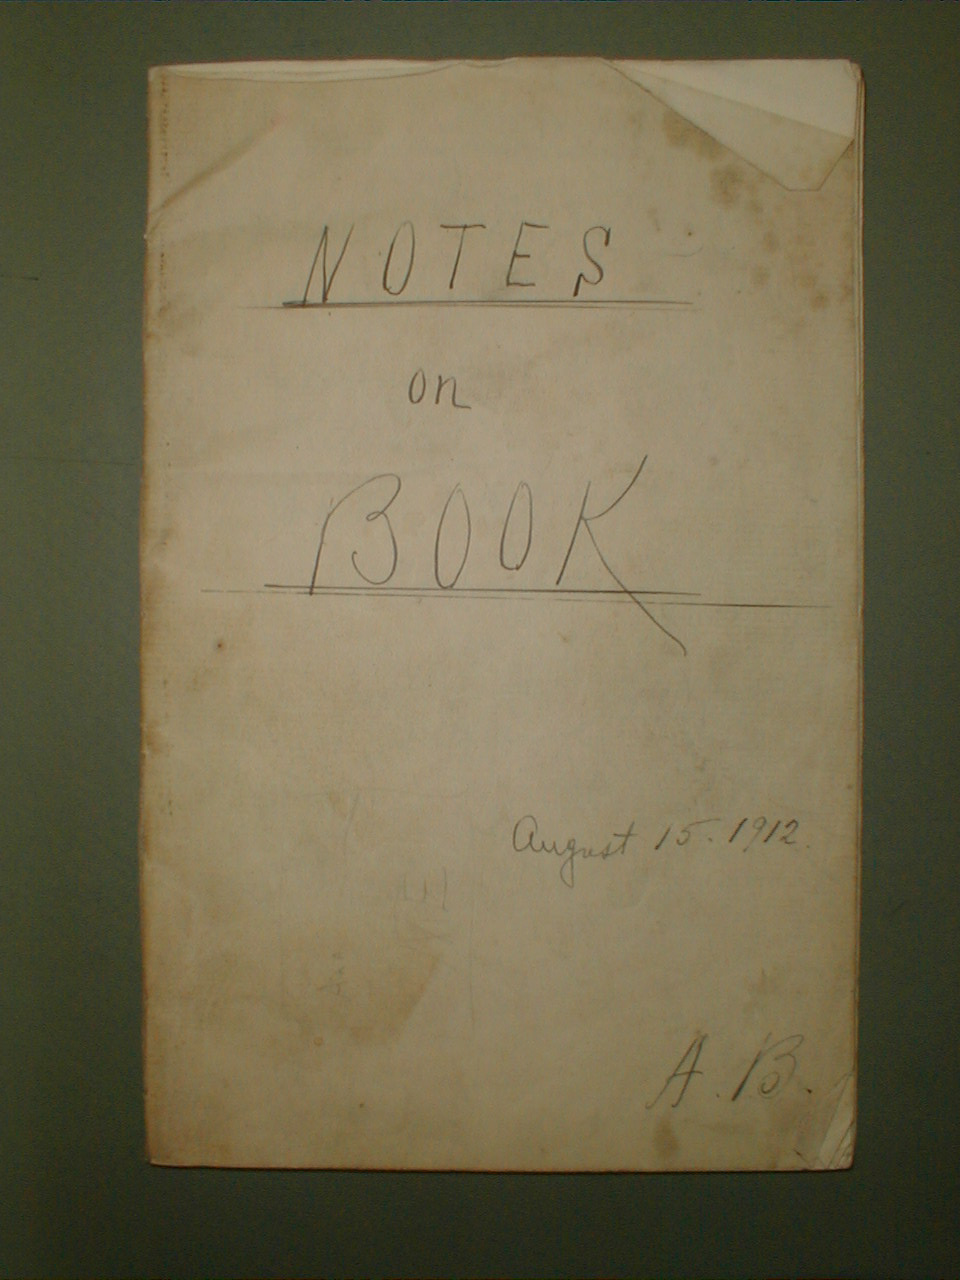 NOTES
on
BOOK
August 15. 1912.
A. B.